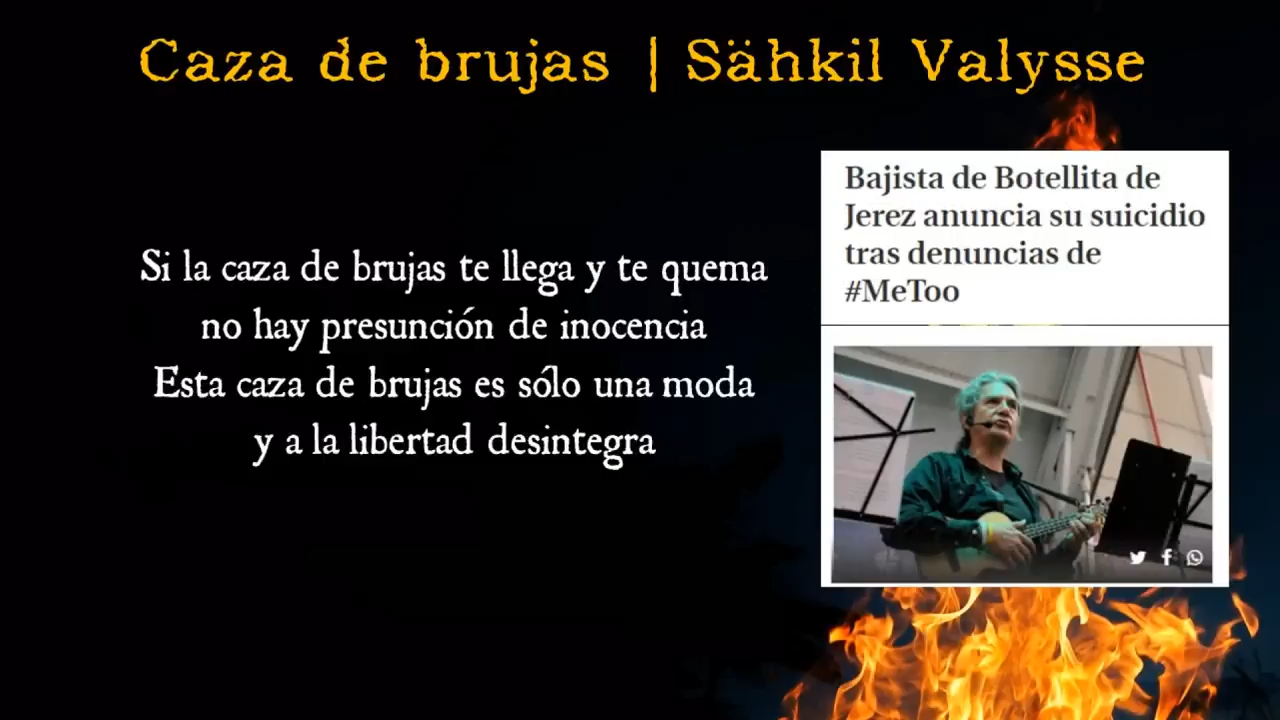 Caza de brujas | Sähkil Valysse
Bajista de Botellita de
Jerez anuncia su suicidio
tras denuncias de
#MeToo
Si la caza de brujas te llega y te quema
no hay presunción de inocencia
Esta caza de brujas es sólo una moda
y a la libertad desintegra